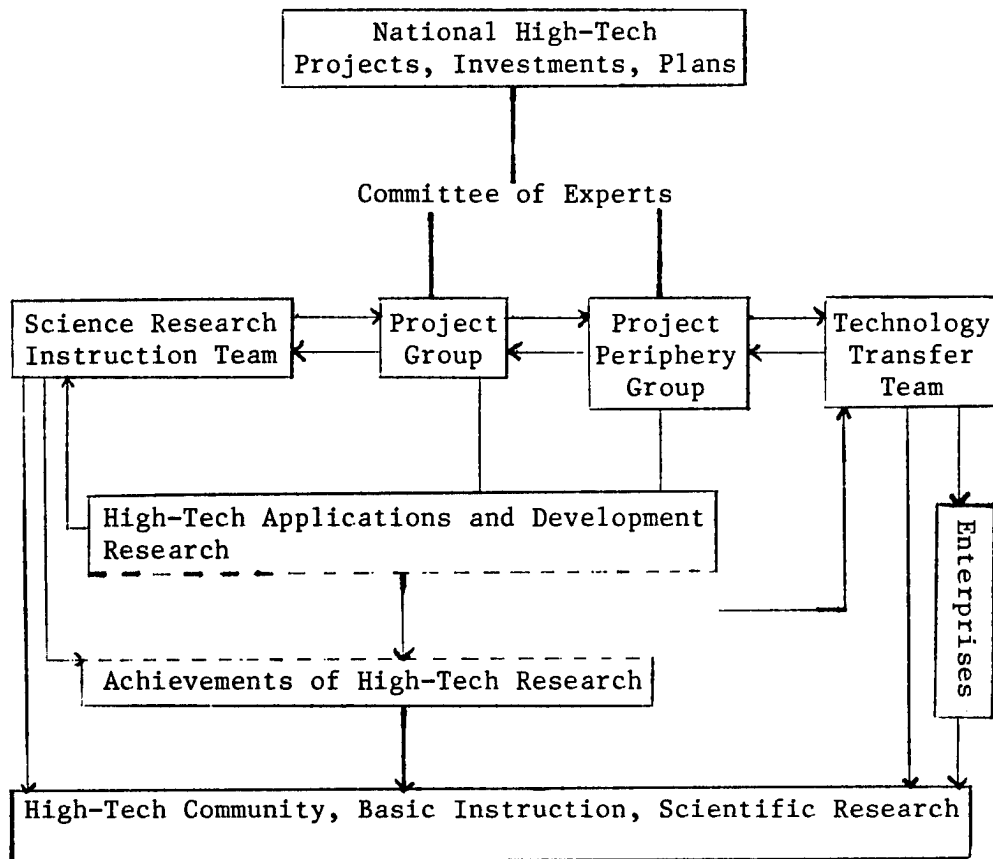 National High-Tech
Projects, Investments, Plans
Committee of Experts
Science Research
Instruction Team
Project
Group
Project
Periphery
Group
Technology
Transfer
Team
High-Tech Applications and Development
Research
Enterprises
Achievements of High-Tech Research
High-Tech Community, Basic Instruction, Scientific Research